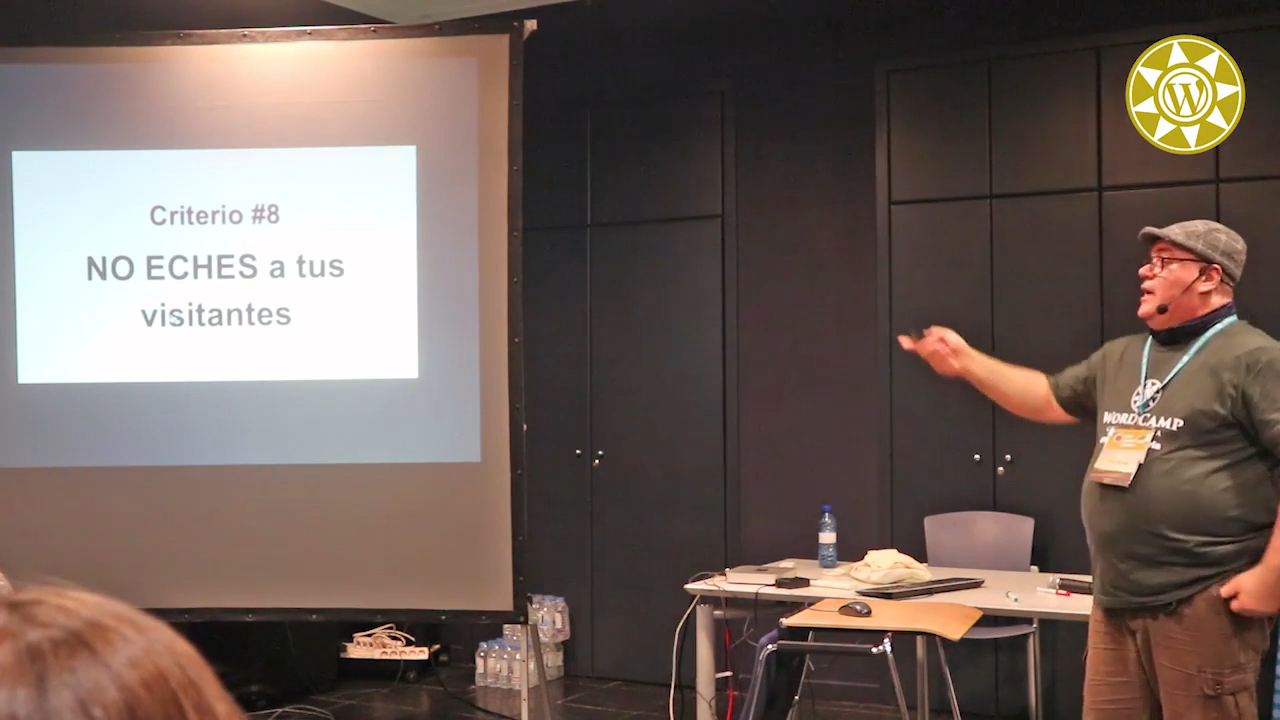 Criterio #8
NO ECHES a tus
visitantes
W
WORDCAMP